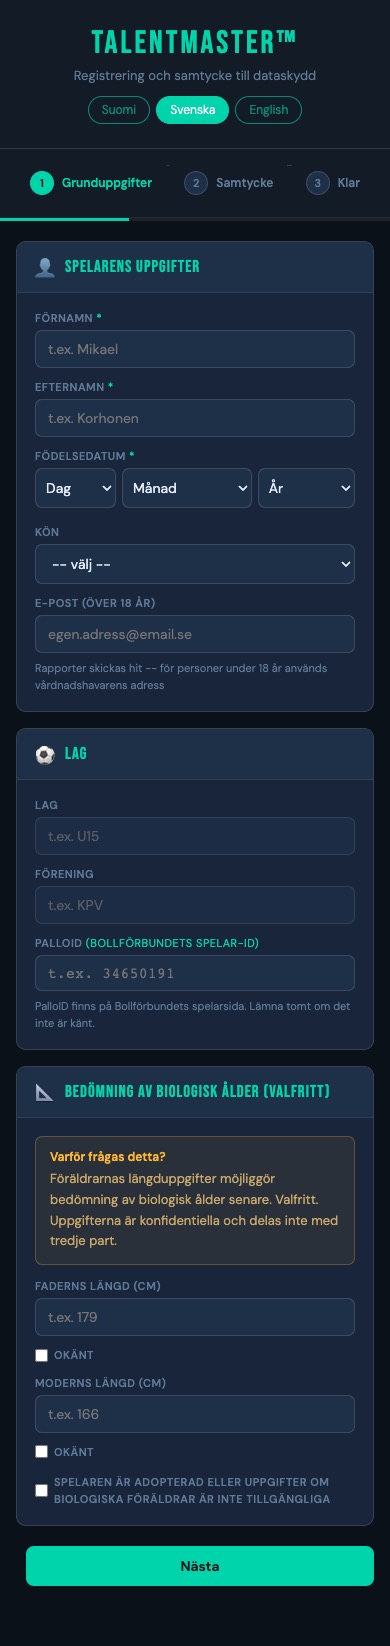 TALENTMASTER™
Registrering och samtycke till dataskydd
Suomi
Svenska
English
1 Grunduppgifter
2 Samtycke
3 Klar
SPELARENS UPPGIFTER
FÖRNAMN *
t.ex. Mikael
EFTERNAMN *
t.ex. Korhonen
FÖDELSEDATUM *
Dag
Månad
År
KÖN
-- välj --
E-POST (ÖVER 18 ÅR)
egen.adress@email.se
Rapporter skickas hit -- för personer under 18 år används
vårdnadshavarens adress
LAG
LAG
t.ex. U15
FÖRENING
t.ex. KPV
PALLOID (BOLLFÖRBUNDETS SPELAR-ID)
t.ex. 34650191
PalloID finns på Bollförbundets spelarsida. Lämna tomt om det
inte är känt.
BEDÖMNING AV BIOLOGISK ÅLDER (VALFRITT)
Varför frågas detta?
Föräldrarnas längduppgifter möjliggör
bedömning av biologisk ålder senare. Valfritt.
Uppgifterna är konfidentiella och delas inte med
tredje part.
FADERNS LÄNGD (CM)
t.ex. 179
OKÄNT
MODERNS LÄNGD (CM)
t.ex. 166
OKÄNT
SPELAREN ÄR ADOPTERAD ELLER UPPGIFTER OM
BIOLOGISKA FÖRÄLDRAR ÄR INTE TILLGÄNGLIGA
Nästa